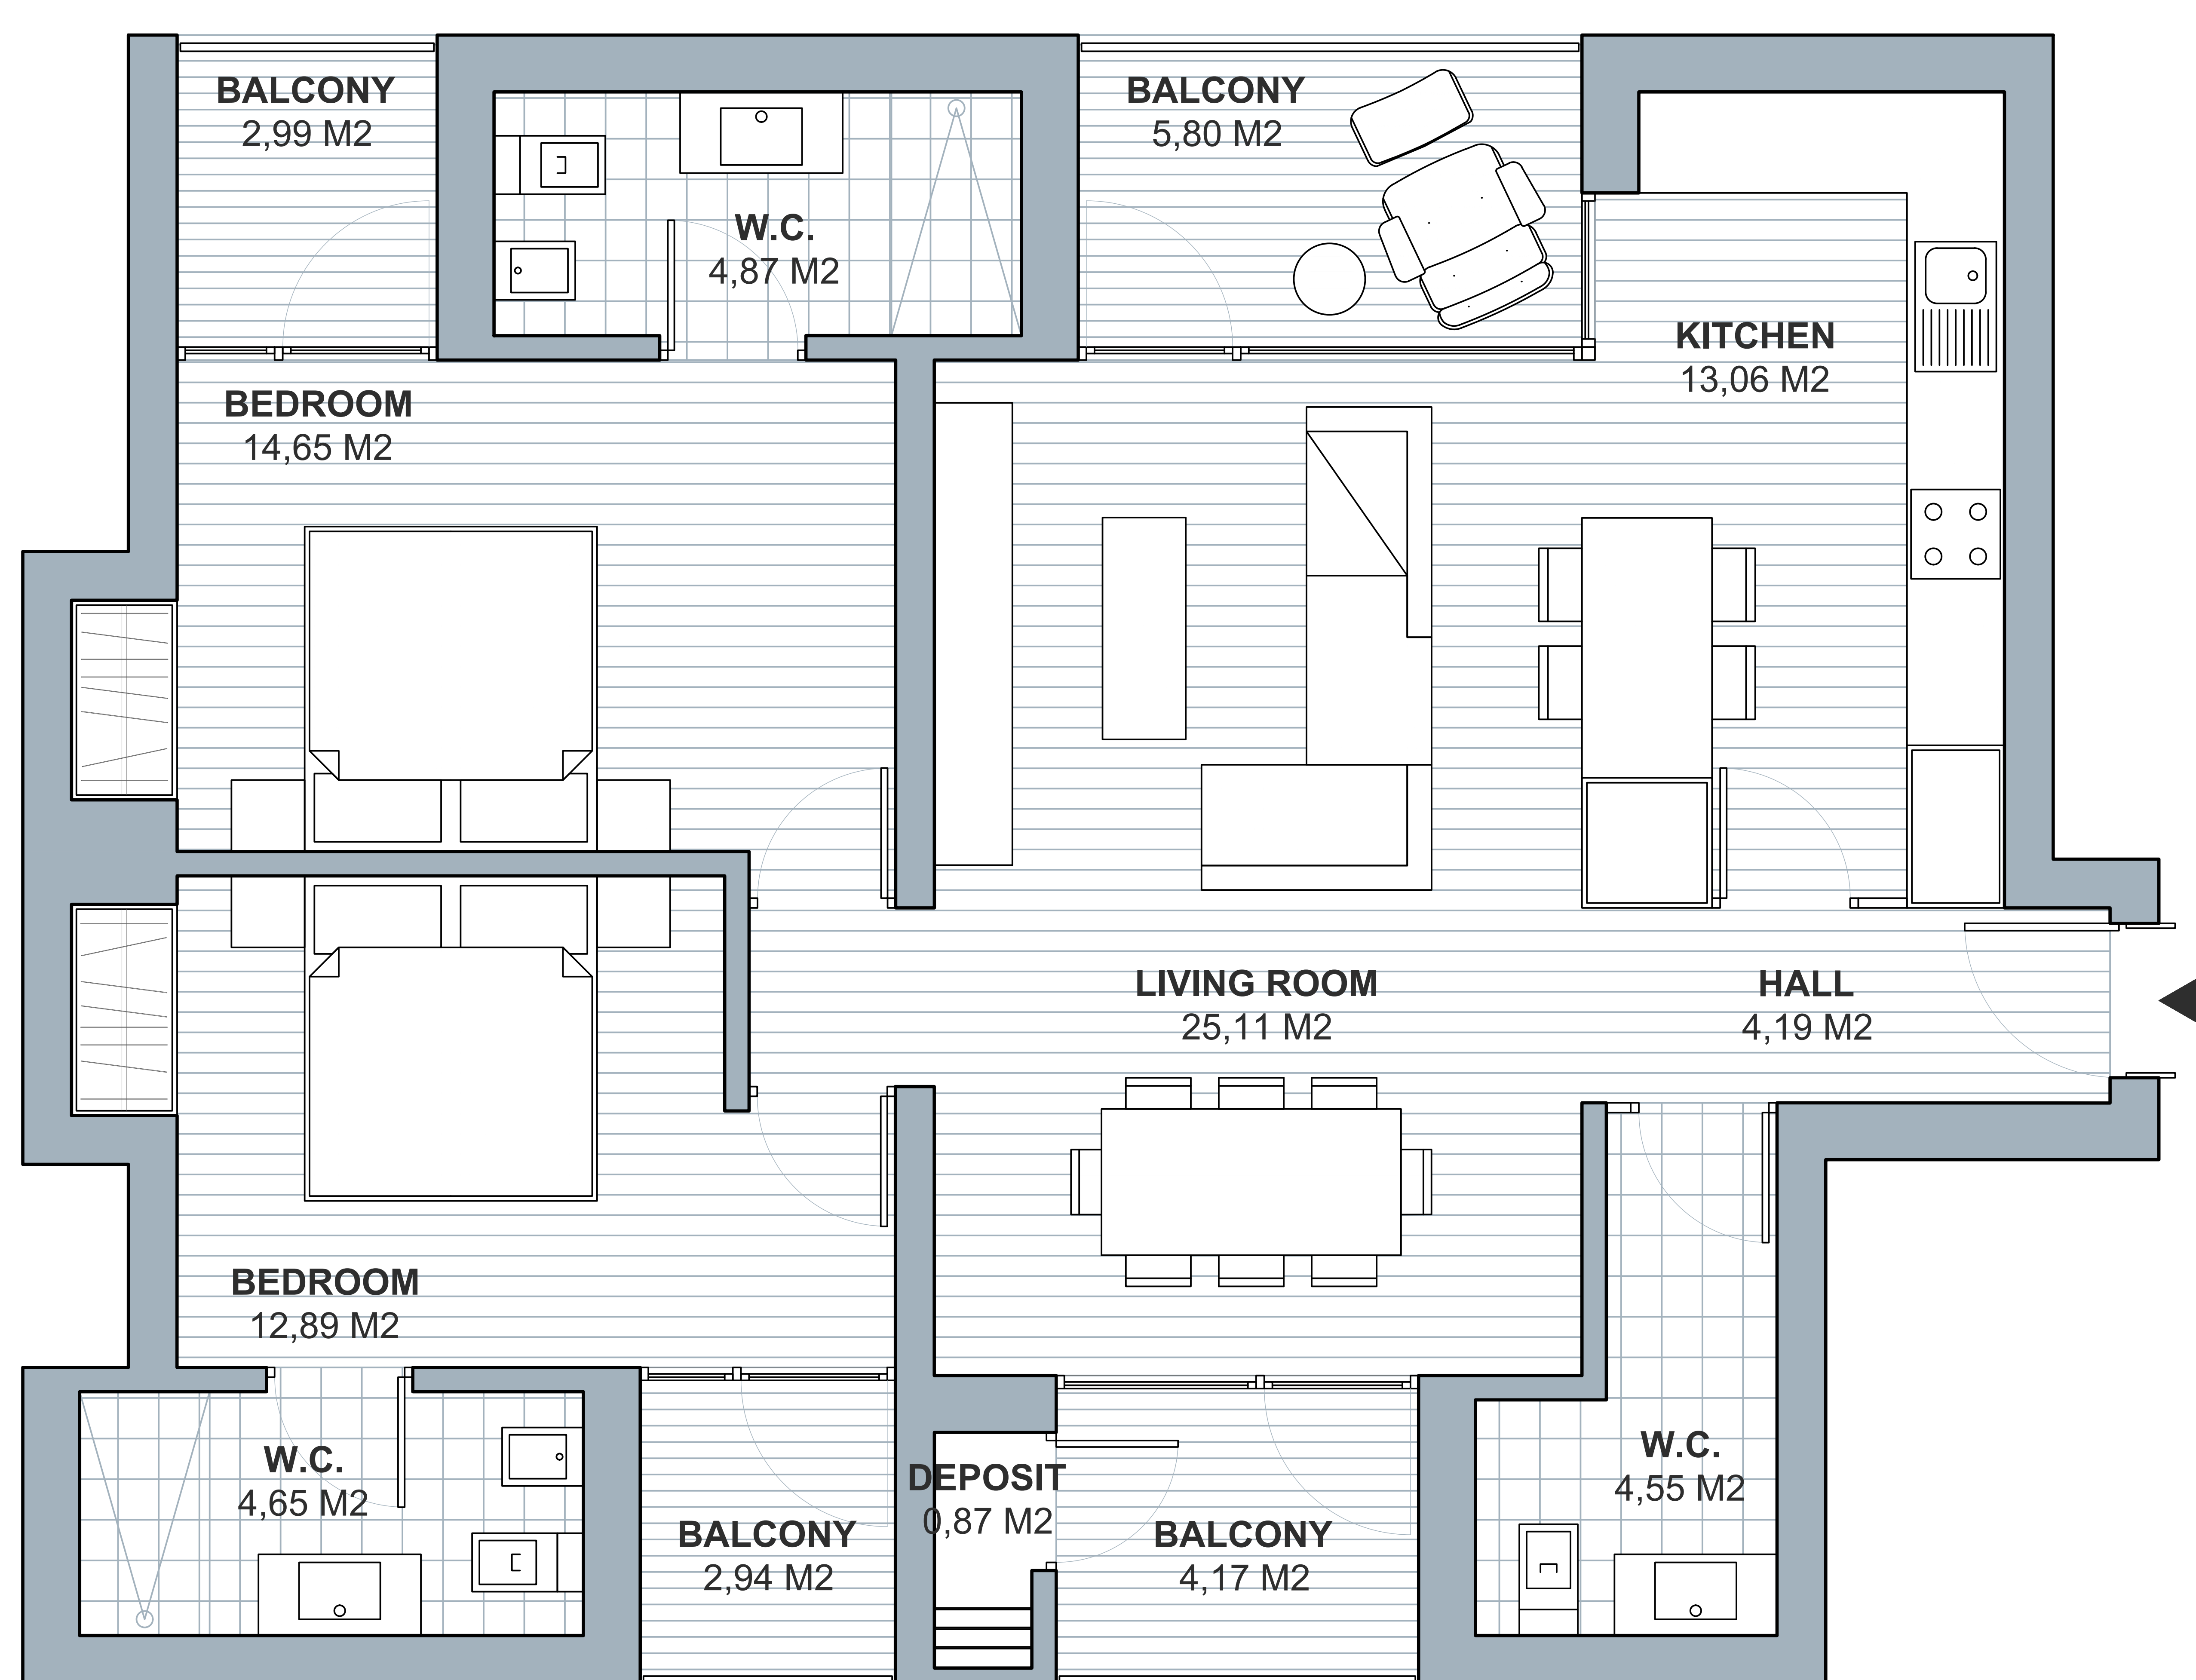 BALCONY
2,99 M2
BALCONY
5,80 M2
W.C.
4,87 M2
KITCHEN
13,06 M2
BEDROOM
14,65 M2
LIVING ROOM
25,11 M2
HALL
4,19 M2
BEDROOM
12,89 M2
W.C.
4,65 M2
W.C.
4,55 M2
DEPOSIT
0,87 M2
BALCONY
2,94 M2
BALCONY
4,17 M2